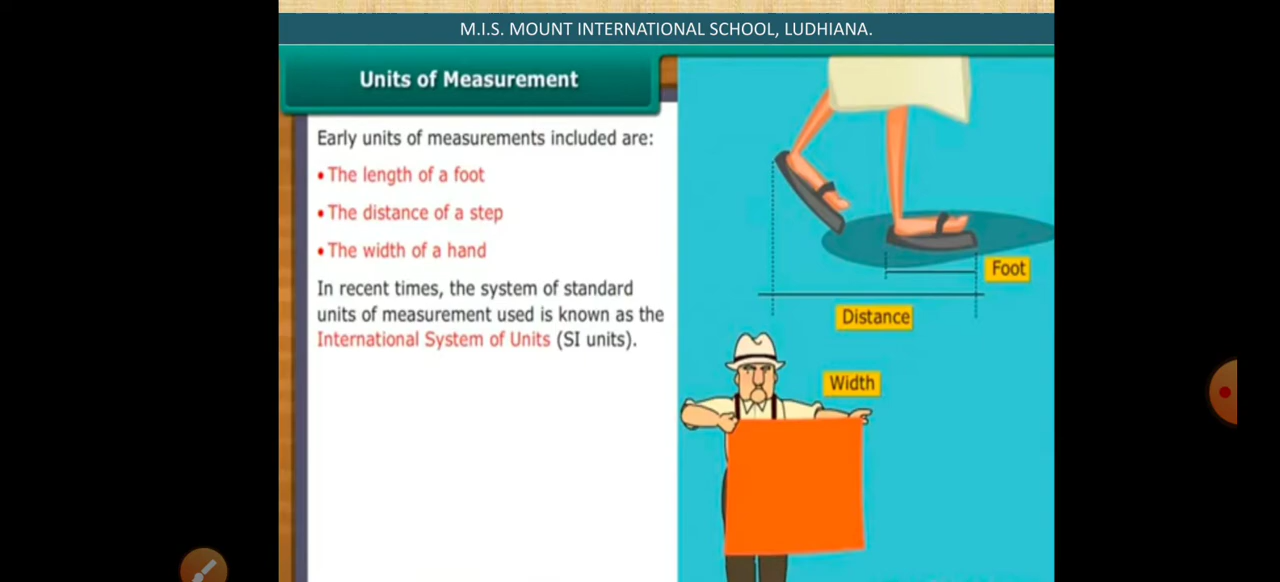 M.I.S. MOUNT INTERNATIONAL SCHOOL, LUDHIANA.
Units of Measurement
Early units of measurements included are:
• The length of a foot
• The distance of a step
• The width of a hand
In recent times, the system of standard
units of measurement used is known as the
International System of Units (SI units).
Foot
Distance
Width